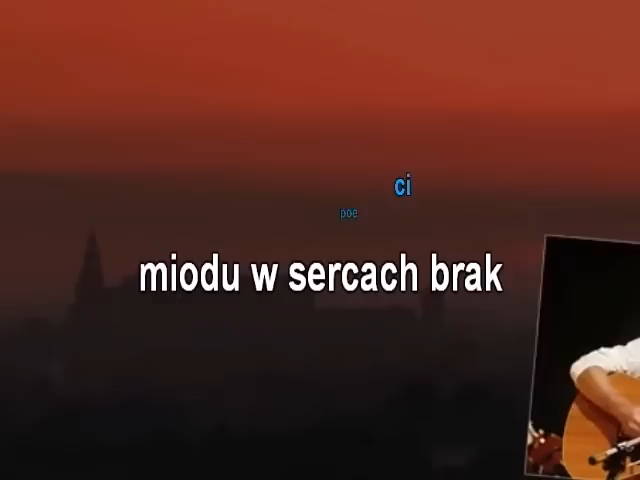 ci
poe
miodu w sercach brak